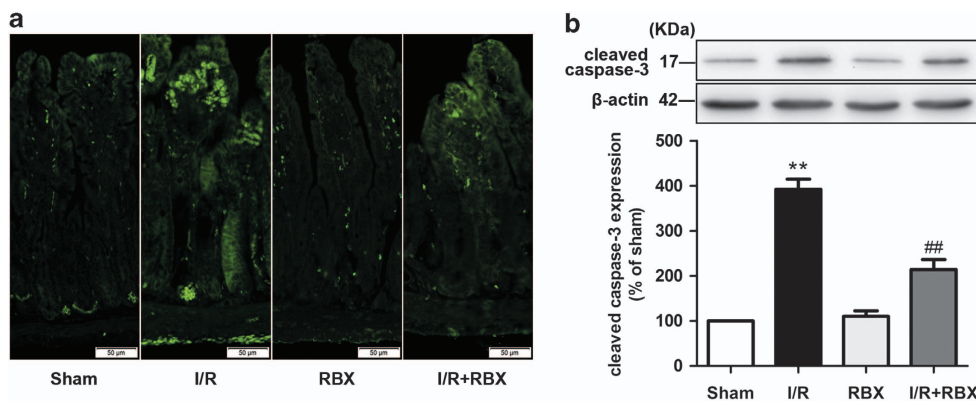 a
50 μm
50 μm
50 μm
50 μm
Sham
I/R
RBX
I/R+RBX
b
(KDa)
cleaved
caspase-3
17
β-actin
42
cleaved caspase-3 expression
(% of sham)
500
400
300
200
100
0
**
##
Sham
I/R
RBX
I/R+RBX